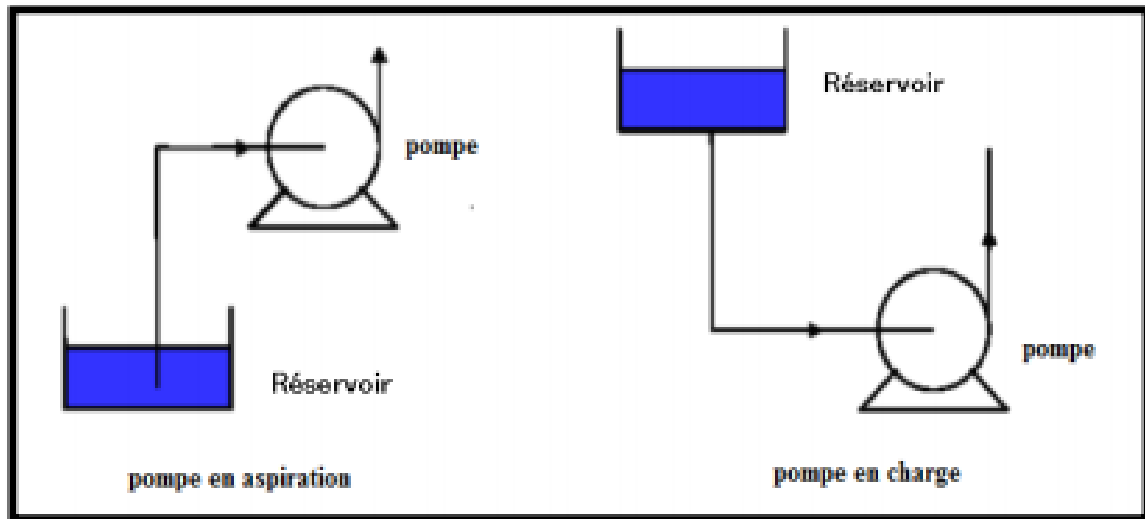 pompe
Réservoir
pompe en aspiration
Réservoir
pompe
pompe en charge